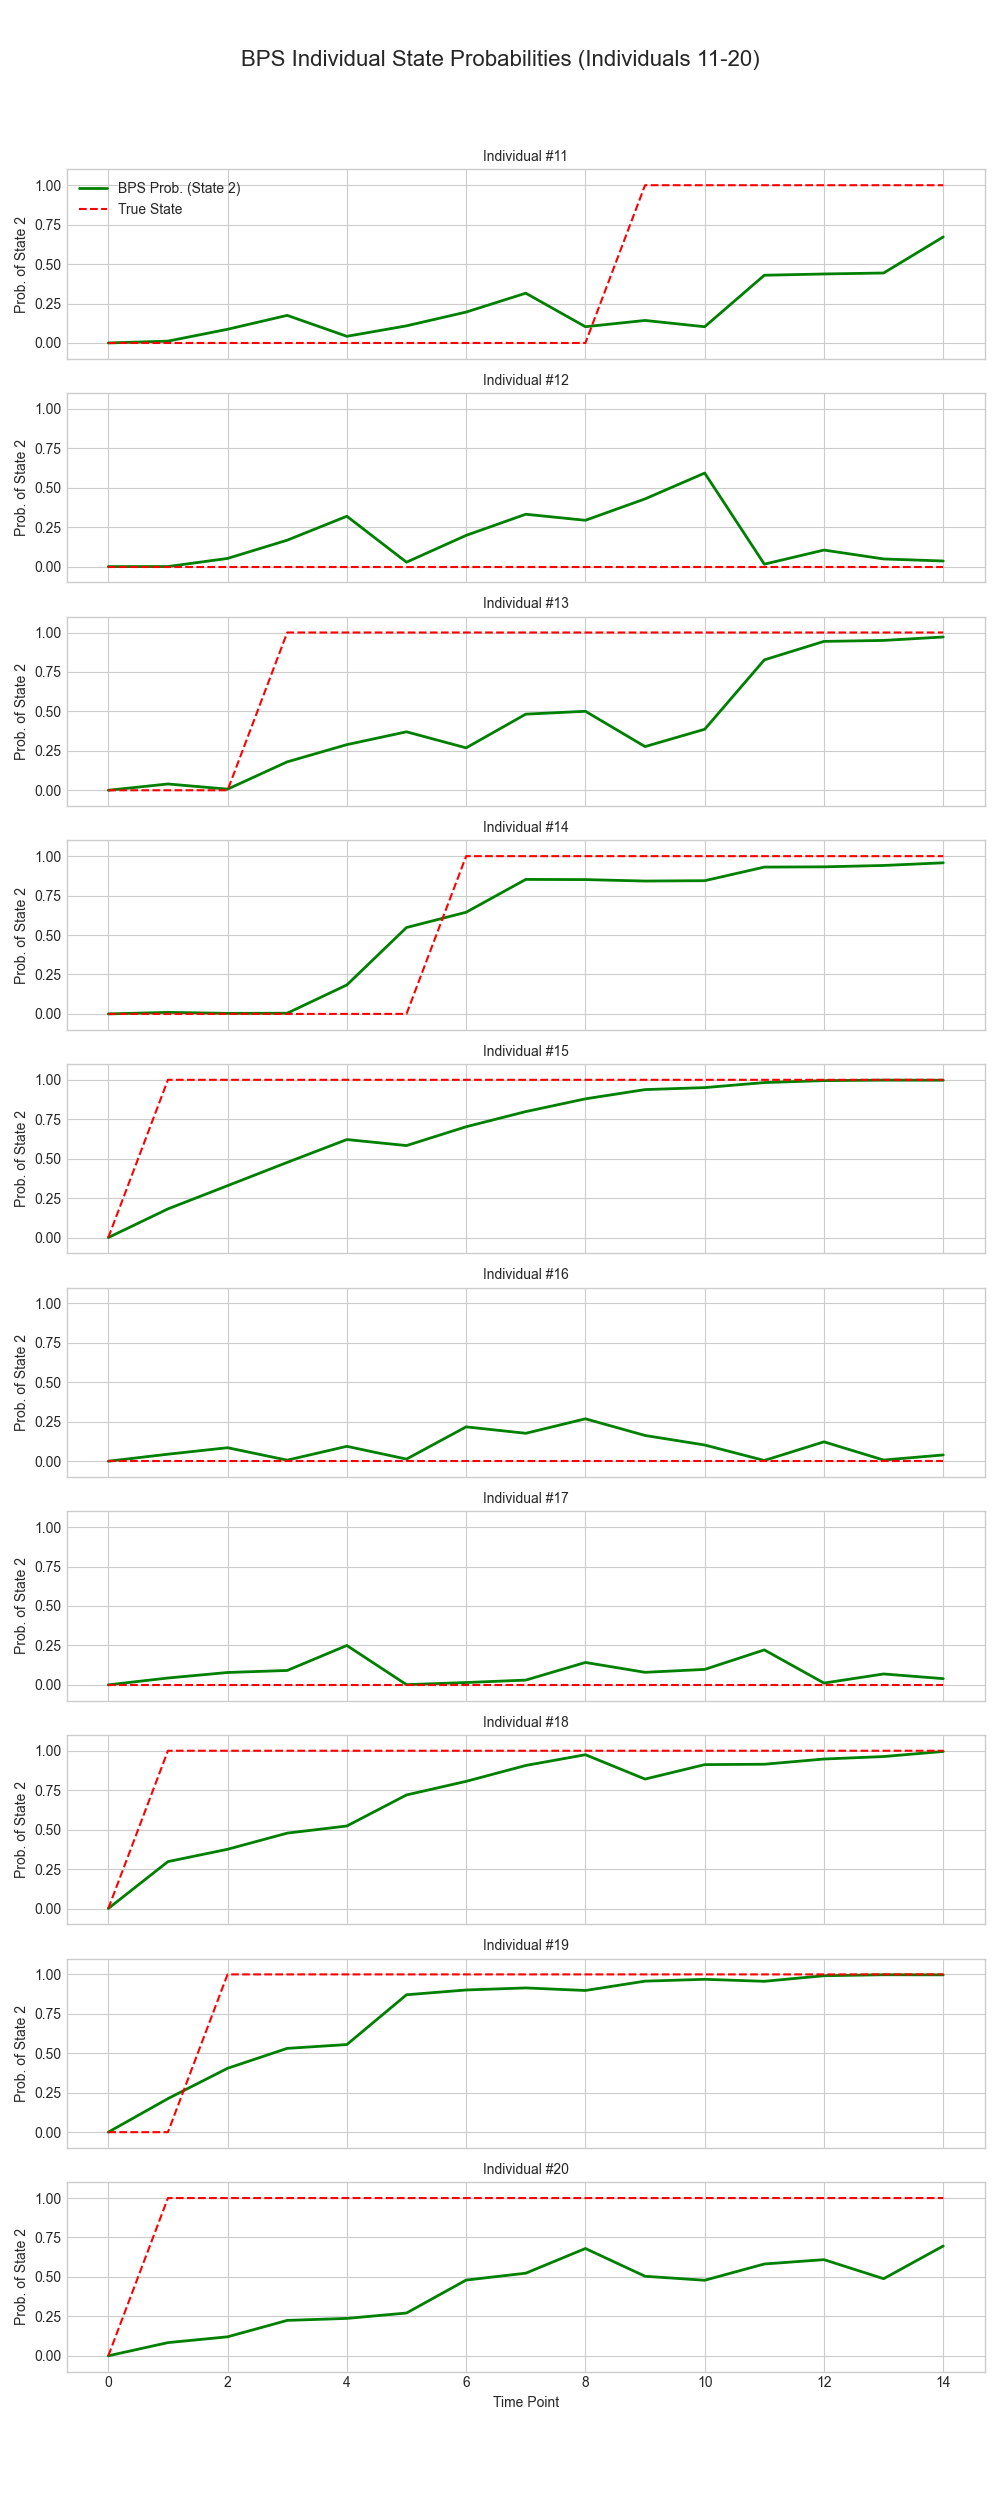 BPS Individual State Probabilities (Individuals 11-20)
Individual #11
BPS Prob. (State 2)
True State
Prob. of State 2
1.00
0.75
0.50
0.25
0.00
Individual #12
Prob. of State 2
1.00
0.75
0.50
0.25
0.00
Individual #13
Prob. of State 2
1.00
0.75
0.50
0.25
0.00
Individual #14
Prob. of State 2
1.00
0.75
0.50
0.25
0.00
Individual #15
Prob. of State 2
1.00
0.75
0.50
0.25
0.00
Individual #16
Prob. of State 2
1.00
0.75
0.50
0.25
0.00
Individual #17
Prob. of State 2
1.00
0.75
0.50
0.25
0.00
Individual #18
Prob. of State 2
1.00
0.75
0.50
0.25
0.00
Individual #19
Prob. of State 2
1.00
0.75
0.50
0.25
0.00
Individual #20
Prob. of State 2
1.00
0.75
0.50
0.25
0.00
0 2 4 6 8 10 12 14
Time Point